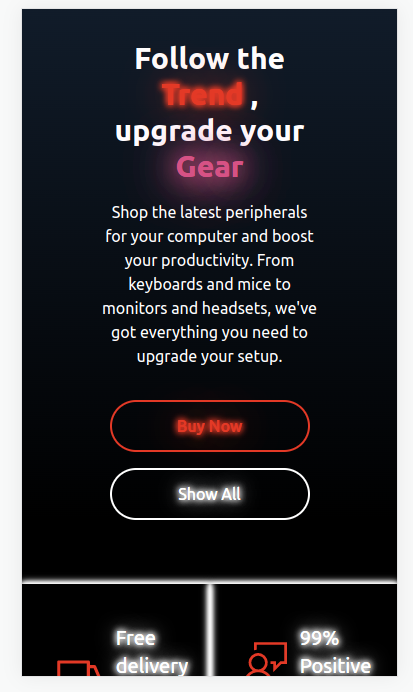 Follow the
Trend ,
upgrade your
Gear
Shop the latest peripherals
for your computer and boost
your productivity. From
keyboards and mice to
monitors and headsets, we've
got everything you need to
upgrade your setup.
Buy Now
Show All
Free
delivery
99%
Positive